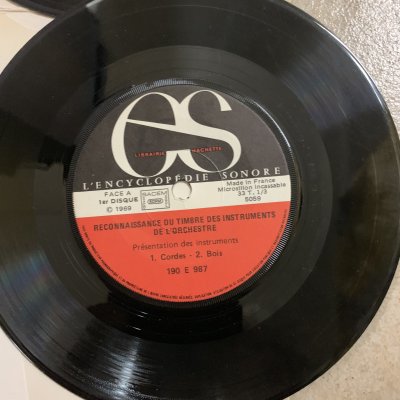 es
LIBRAIRIE HACHETTE
L'ENCYCLOPÉDIE SONORE
FACE A
1er DISQUE
℗ 1969
SACEM
Made in France
Microsillon Incassable
33 T. 1/3
5059
RECONNAISSANCE DU TIMBRE DES INSTRUMENTS
DE L'ORCHESTRE
Présentation des instruments
1. Cordes - 2. Bois
190 E 987